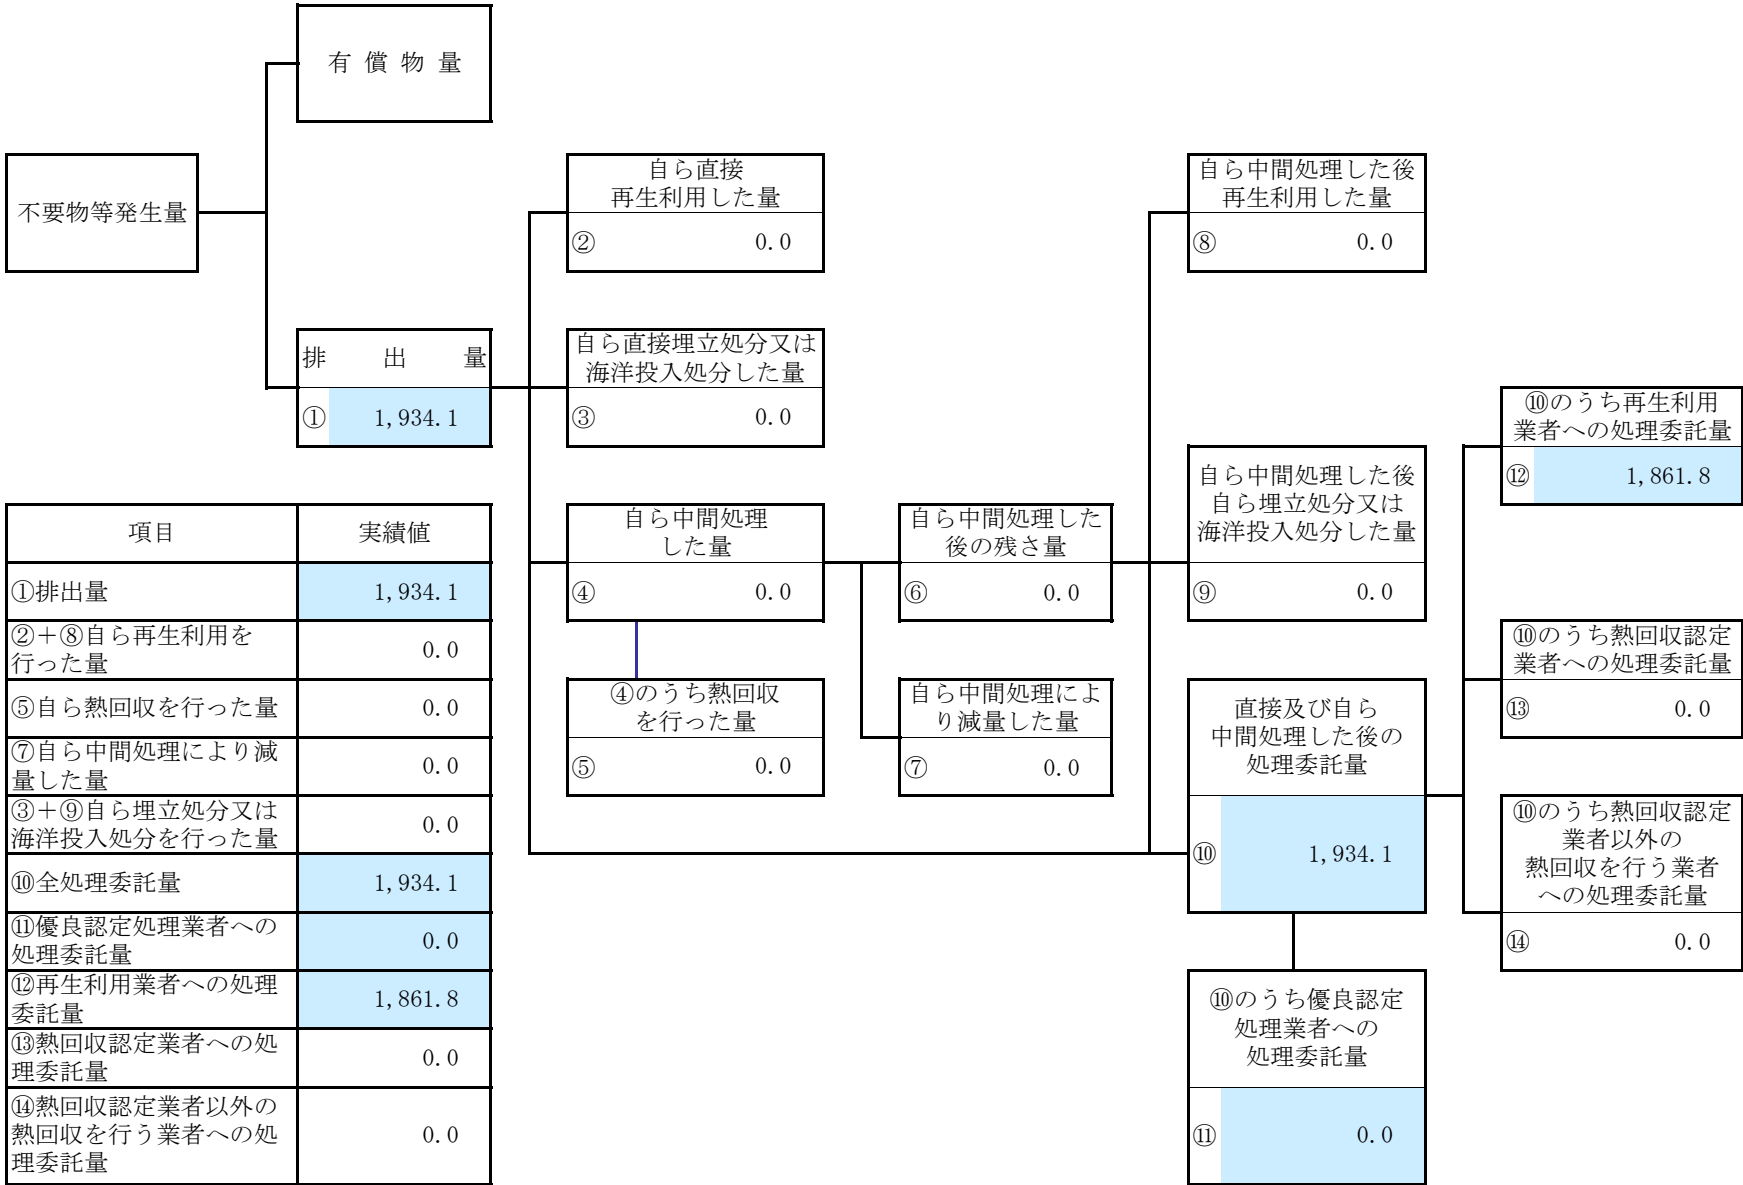 有 償 物 量
不要物等発生量
排 出 量
① 1,934.1
自ら直接
再生利用した量
② 0.0
自ら直接埋立処分又は
海洋投入処分した量
③ 0.0
自ら中間処理
した量
④ 0.0
④のうち熱回収
を行った量
⑤ 0.0
自ら中間処理した
後の残さ量
⑥ 0.0
自ら中間処理によ
り減量した量
⑦ 0.0
自ら中間処理した後
再生利用した量
⑧ 0.0
自ら中間処理した後
自ら埋立処分又は
海洋投入処分した量
⑨ 0.0
直接及び自ら
中間処理した後の
処理委託量
⑩ 1,934.1
⑩のうち優良認定
処理業者への
処理委託量
⑪ 0.0
⑩のうち再生利用
業者への処理委託量
⑫ 1,861.8
⑩のうち熱回収認定
業者への処理委託量
⑬ 0.0
⑩のうち熱回収認定
業者以外の
熱回収を行う業者
への処理委託量
⑭ 0.0
項目 実績値
①排出量 1,934.1
②+⑧自ら再生利用を
行った量 0.0
⑤自ら熱回収を行った量 0.0
⑦自ら中間処理により減
量した量 0.0
③+⑨自ら埋立処分又は
海洋投入処分を行った量 0.0
⑩全処理委託量 1,934.1
⑪優良認定処理業者への
処理委託量 0.0
⑫再生利用業者への処理
委託量 1,861.8
⑬熱回収認定業者への処
理委託量 0.0
⑭熱回収認定業者以外の
熱回収を行う業者への処
理委託量 0.0